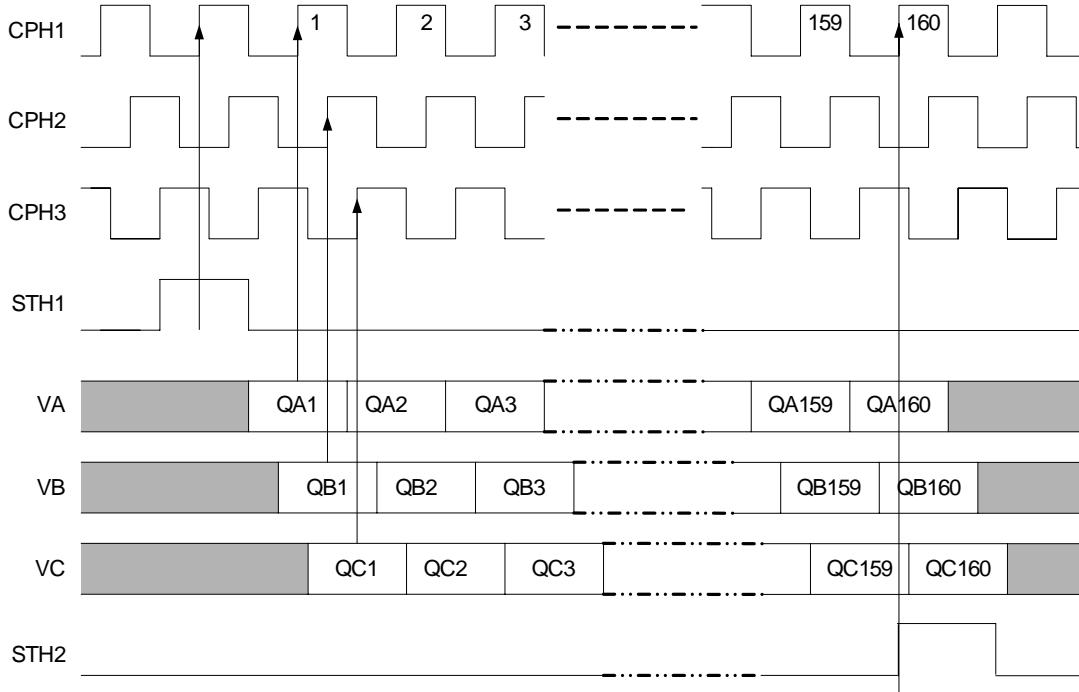 CPH1 1 2 3 159 160
CPH2
CPH3
STH1
VA QA1 QA2 QA3 QA159 QA160
VB QB1 QB2 QB3 QB159 QB160
VC QC1 QC2 QC3 QC159 QC160
STH2